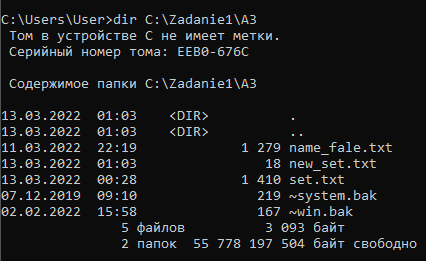 C:\Users\User>dir C:\Zadanie1\A3
Том в устройстве C не имеет метки.
Серийный номер тома: EEB0-676C
Содержимое папки C:\Zadanie1\A3
13.03.2022  01:03    <DIR>          .
13.03.2022  01:03    <DIR>          ..
11.03.2022  22:19             1 279 name_fale.txt
13.03.2022  01:03                18 new_set.txt
13.03.2022  00:28             1 410 set.txt
07.12.2019  09:10               219 ~system.bak
02.02.2022  15:58               167 ~win.bak
5 файлов          3 093 байт
2 папок  55 778 197 504 байт свободно